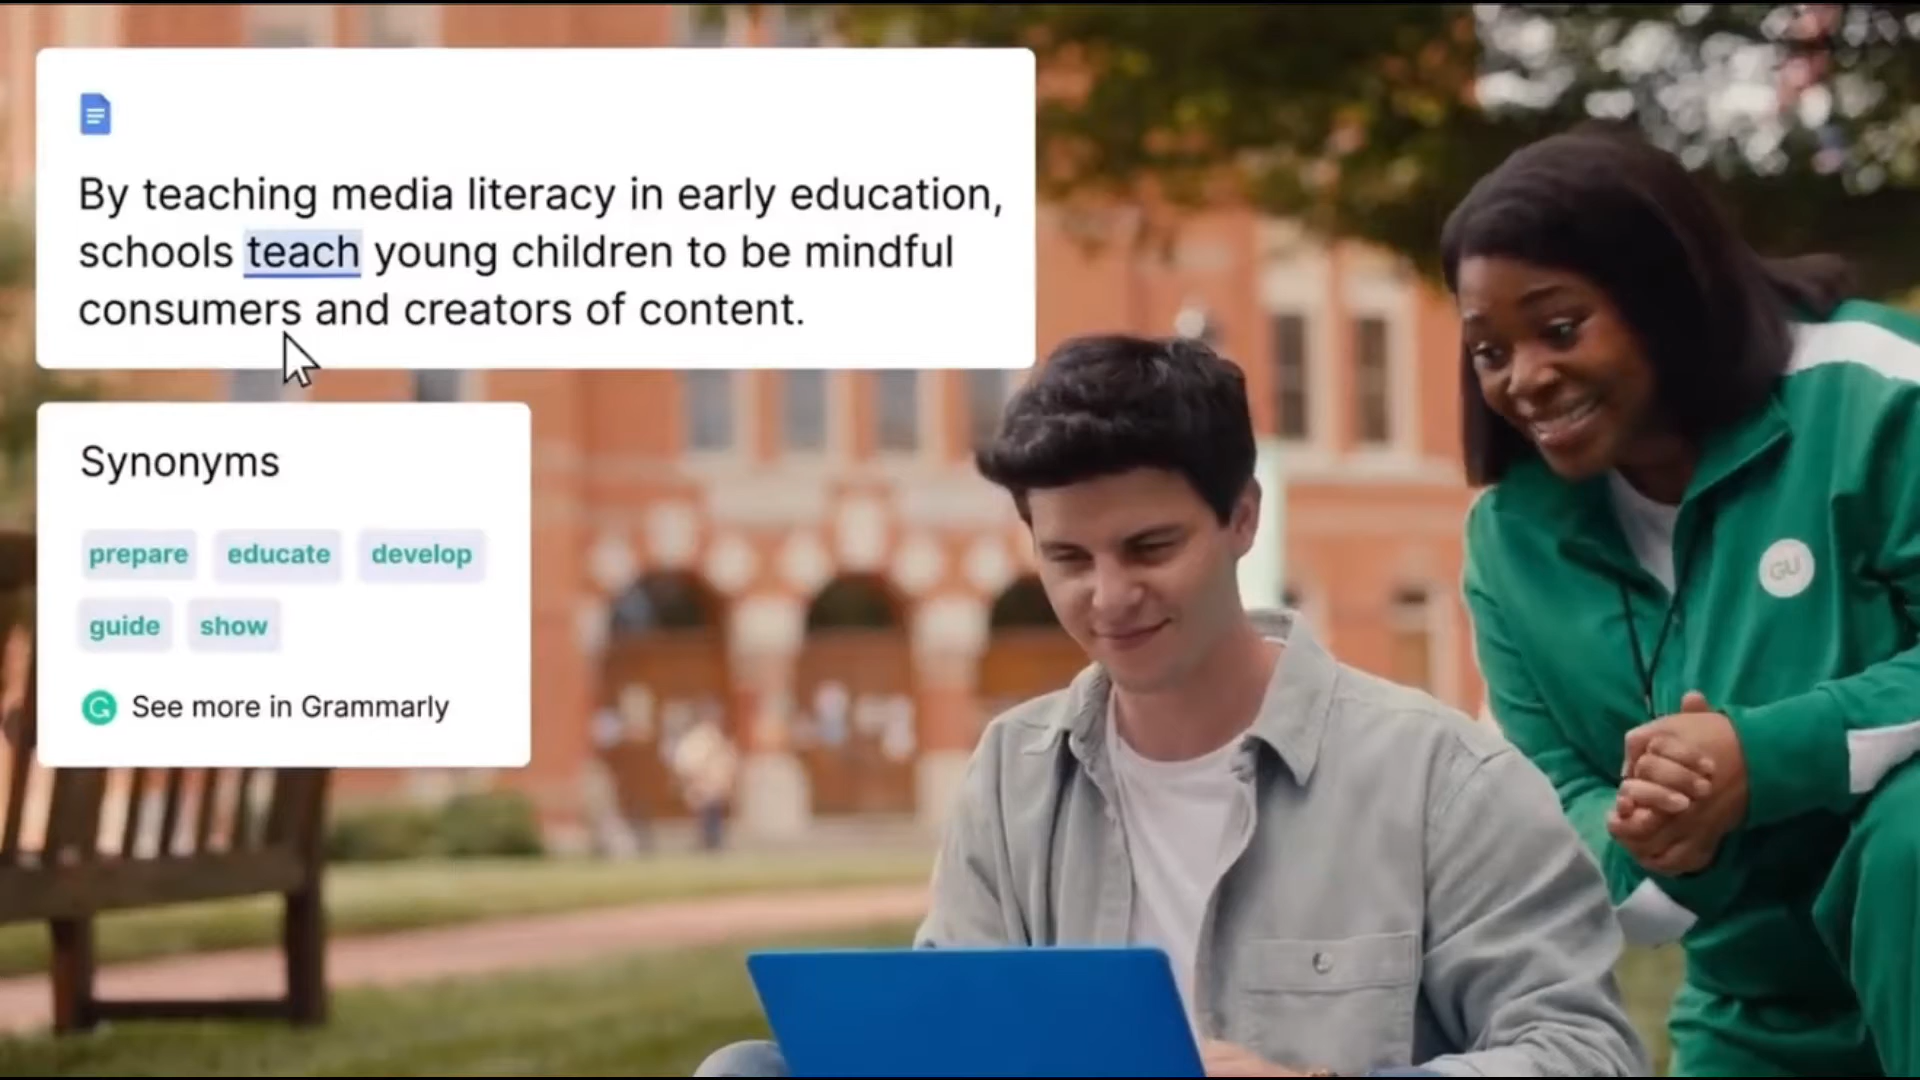 By teaching media literacy in early education,
schools teach young children to be mindful
consumers and creators of content.
Synonyms
prepare educate develop
guide show
See more in Grammarly
GU